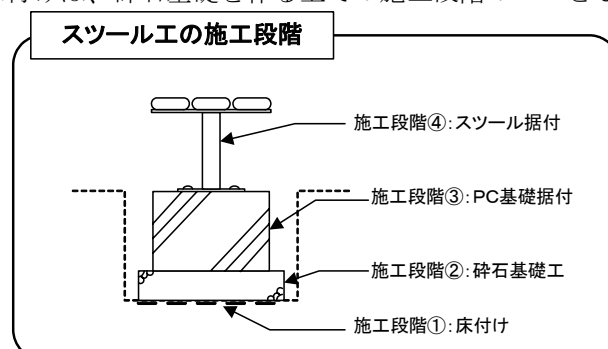 スツール工の施工段階
施工段階④:スツール据付
施工段階③:PC基礎据付
施工段階②:砕石基礎工
施工段階①:床付け